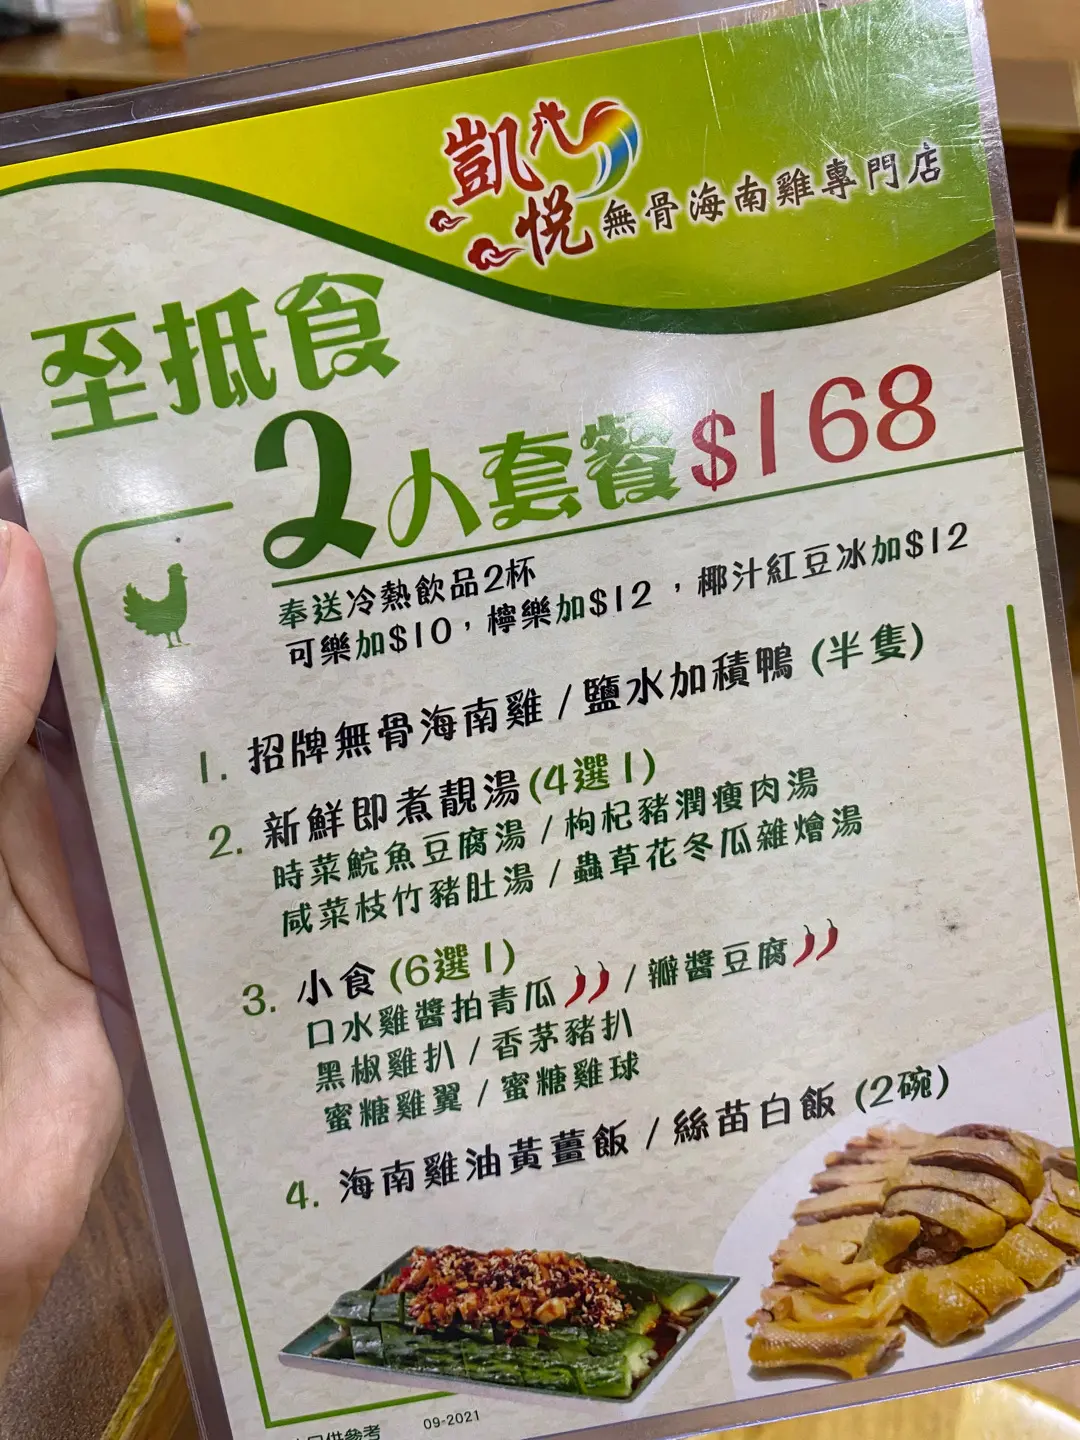 凱悅 無骨海南雞專門店
至抵食
2人套餐 $168
奉送冷熱飲品2杯
可樂加$10，檸樂加$12，椰汁紅豆冰加$12
1. 招牌無骨海南雞 / 鹽水加積鴨 (半隻)
2. 新鮮即煮靚湯 (4選1)
時菜鯇魚豆腐湯 / 枸杞豬潤瘦肉湯
咸菜枝竹豬肚湯 / 蟲草花冬瓜雜燴湯
3. 小食 (6選1)
口水雞醬拍青瓜 / 瓣醬豆腐
黑椒雞扒 / 香茅豬扒
蜜糖雞翼 / 蜜糖雞球
4. 海南雞油黃薑飯 / 絲苗白飯 (2碗)
只供參考 09-2021